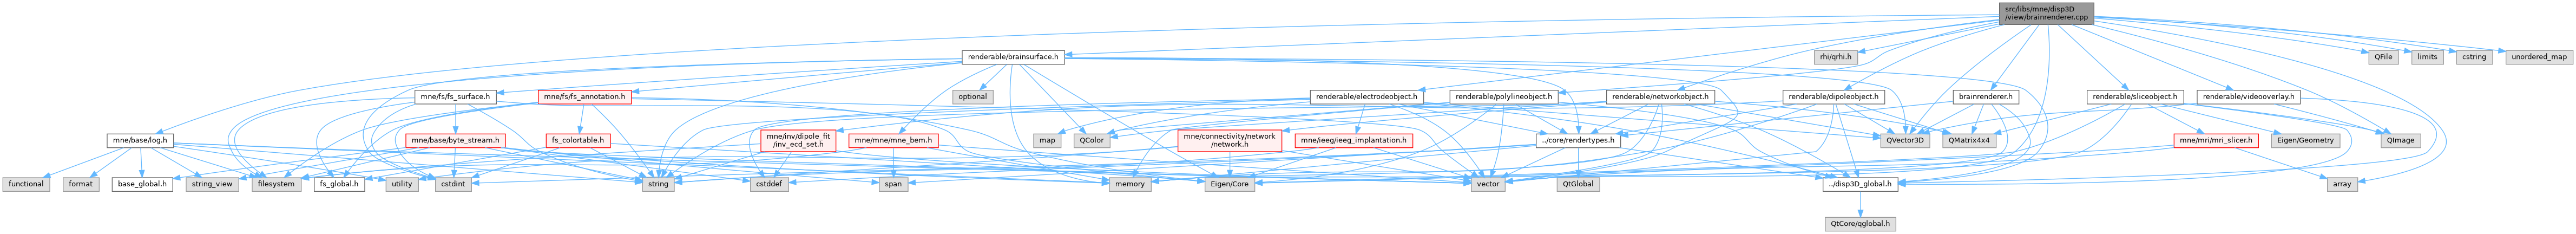 src/libs/mne/disp3D
/view/brainrenderer.cpp
renderable/brainsurface.h
rhi/qrhi.h
QFile
limits
cstring
unordered_map
optional
mne/fs/fs_surface.h
mne/fs/fs_annotation.h
renderable/electrodeobject.h
renderable/polylineobject.h
renderable/networkobject.h
renderable/dipoleobject.h
brainrenderer.h
renderable/sliceobject.h
renderable/videooverlay.h
mne/base/log.h
mne/base/byte_stream.h
fs_colortable.h
mne/inv/dipole_fit
/inv_ecd_set.h
mne/mne/mne_bem.h
map
QColor
mne/connectivity/network
/network.h
mne/ieeg/ieeg_implantation.h
../core/rendertypes.h
QVector3D
QMatrix4x4
mne/mri/mri_slicer.h
Eigen/Geometry
QImage
functional
format
base_global.h
string_view
filesystem
fs_global.h
utility
cstdint
string
cstddef
span
memory
Eigen/Core
vector
QtGlobal
../disp3D_global.h
array
QtCore/qglobal.h